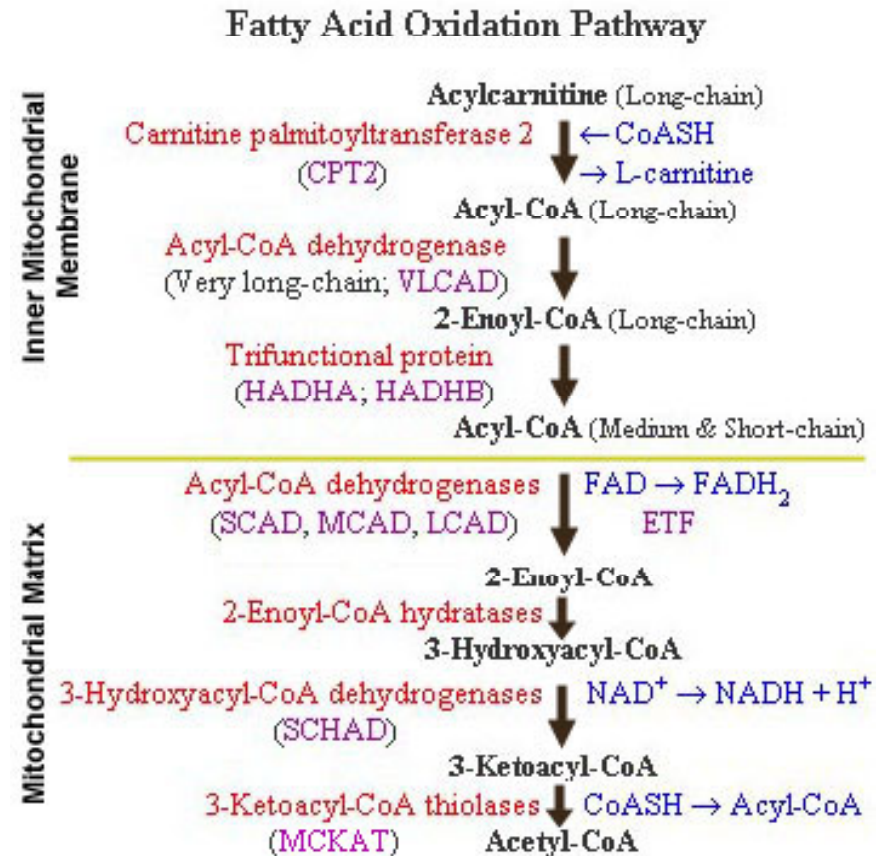 Fatty Acid Oxidation Pathway
Inner Mitochondrial
Membrane
Acylcarnitine (Long-chain)
Carnitine palmitoyltransferase 2
← CoASH
(CPT2)
→ L-carnitine
Acyl-CoA (Long-chain)
Acyl-CoA dehydrogenase
(Very long-chain; VLCAD)
2-Enoyl-CoA (Long-chain)
Trifunctional protein
(HADHA; HADHB)
Acyl-CoA (Medium & Short-chain)
Mitochondrial Matrix
Acyl-CoA dehydrogenases
FAD → FADH₂
(SCAD, MCAD, LCAD)
ETF
2-Enoyl-CoA
2-Enoyl-CoA hydratases
3-Hydroxyacyl-CoA
3-Hydroxyacyl-CoA dehydrogenases
NAD⁺ → NADH + H⁺
(SCHAD)
3-Ketoacyl-CoA
3-Ketoacyl-CoA thiolases
CoASH → Acyl-CoA
(MCKAT)
Acetyl-CoA